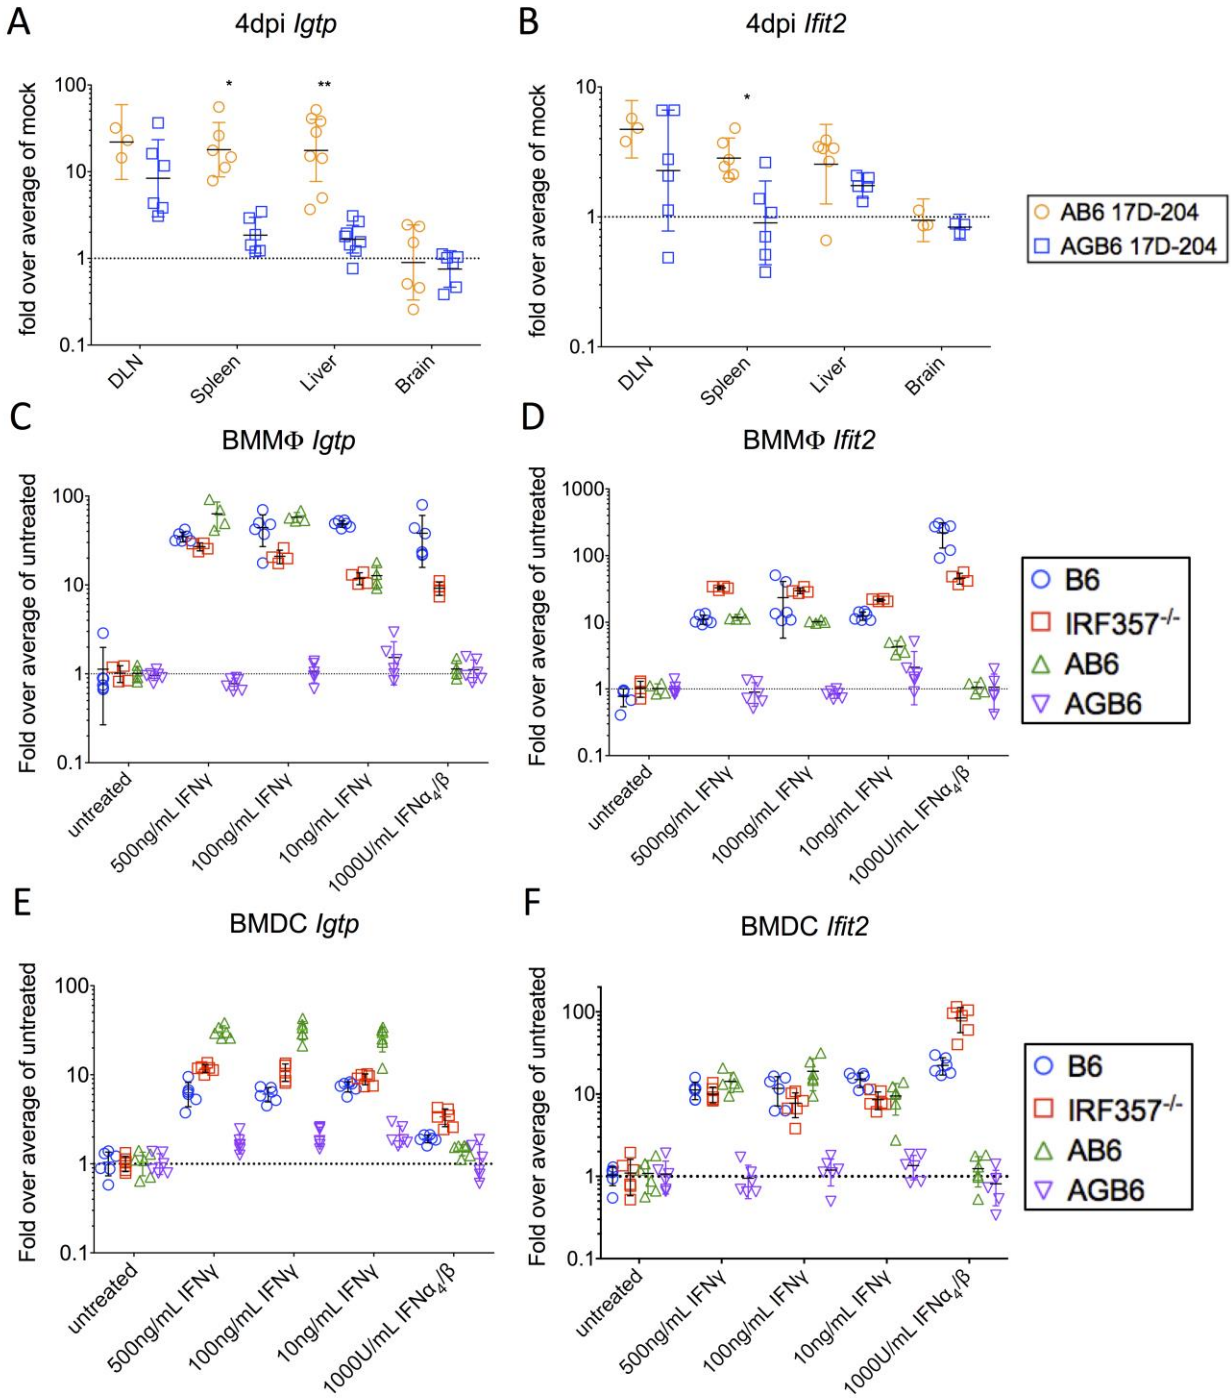 A
4dpi Igtp
fold over average of mock
100
10
1
0.1
*
**
DLN
Spleen
Liver
Brain
B
4dpi Ifit2
fold over average of mock
10
1
0.1
*
DLN
Spleen
Liver
Brain
AB6 17D-204
AGB6 17D-204
C
BMMΦ Igtp
Fold over average of untreated
100
10
1
0.1
untreated
500ng/mL IFNγ
100ng/mL IFNγ
10ng/mL IFNγ
1000U/mL IFNα₄/β
D
BMMΦ Ifit2
Fold over average of untreated
1000
100
10
1
0.1
untreated
500ng/mL IFNγ
100ng/mL IFNγ
10ng/mL IFNγ
1000U/mL IFNα₄/β
B6
IRF357⁻/⁻
AB6
AGB6
E
BMDC Igtp
Fold over average of untreated
100
10
1
0.1
untreated
500ng/mL IFNγ
100ng/mL IFNγ
10ng/mL IFNγ
1000U/mL IFNα₄/β
F
BMDC Ifit2
Fold over average of untreated
100
10
1
0.1
untreated
500ng/mL IFNγ
100ng/mL IFNγ
10ng/mL IFNγ
1000U/mL IFNα₄/β
B6
IRF357⁻/⁻
AB6
AGB6